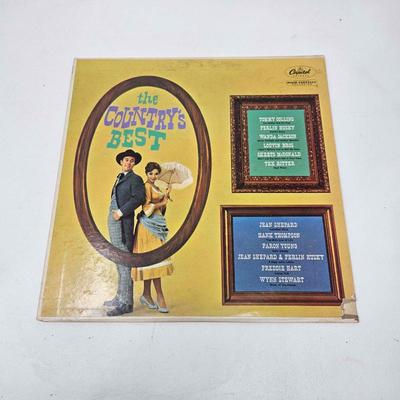 the
COUNTRY'S
BEST
Capitol
TOMMY COLLINS
FERLIN HUSKY
WANDA JACKSON
LOUVIN BROS.
SKEETS McDONALD
TEX RITTER
JEAN SHEPARD
HANK THOMPSON
FARON YOUNG
JEAN SHEPARD & FERLIN HUSKY
FREDDIE HART
WYNN STEWART